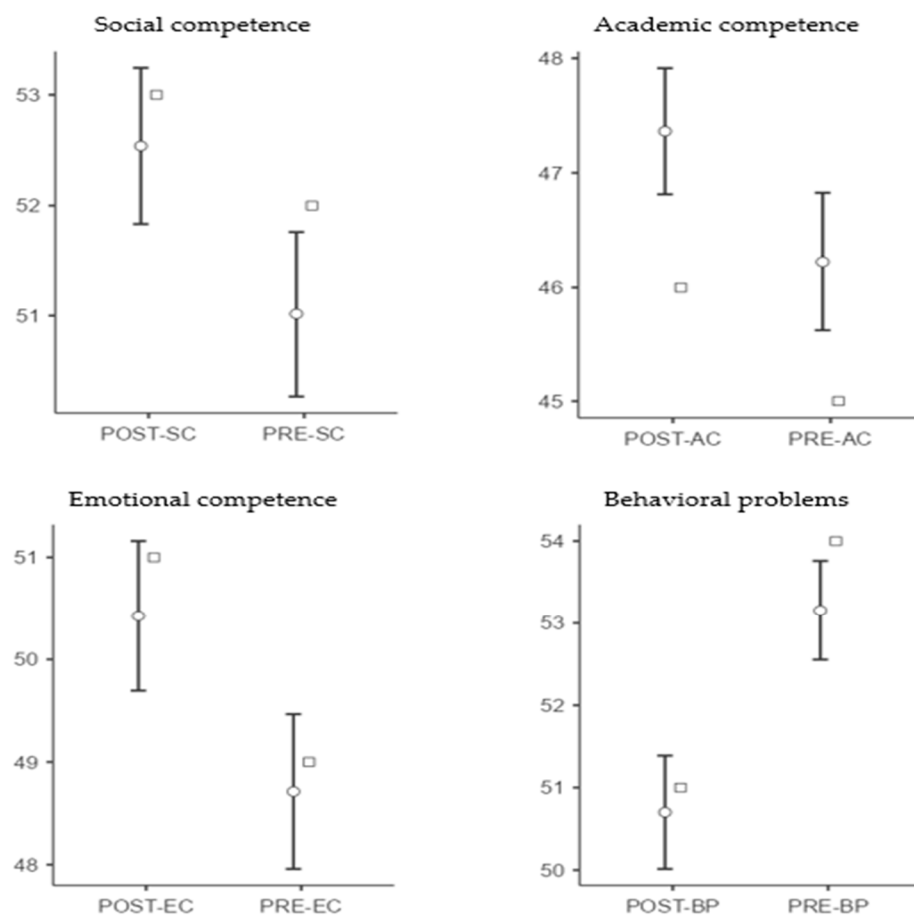 Social competence
53
52
51
POST-SC PRE-SC
Academic competence
48
47
46
45
POST-AC PRE-AC
Emotional competence
51
50
49
48
POST-EC PRE-EC
Behavioral problems
54
53
52
51
50
POST-BP PRE-BP